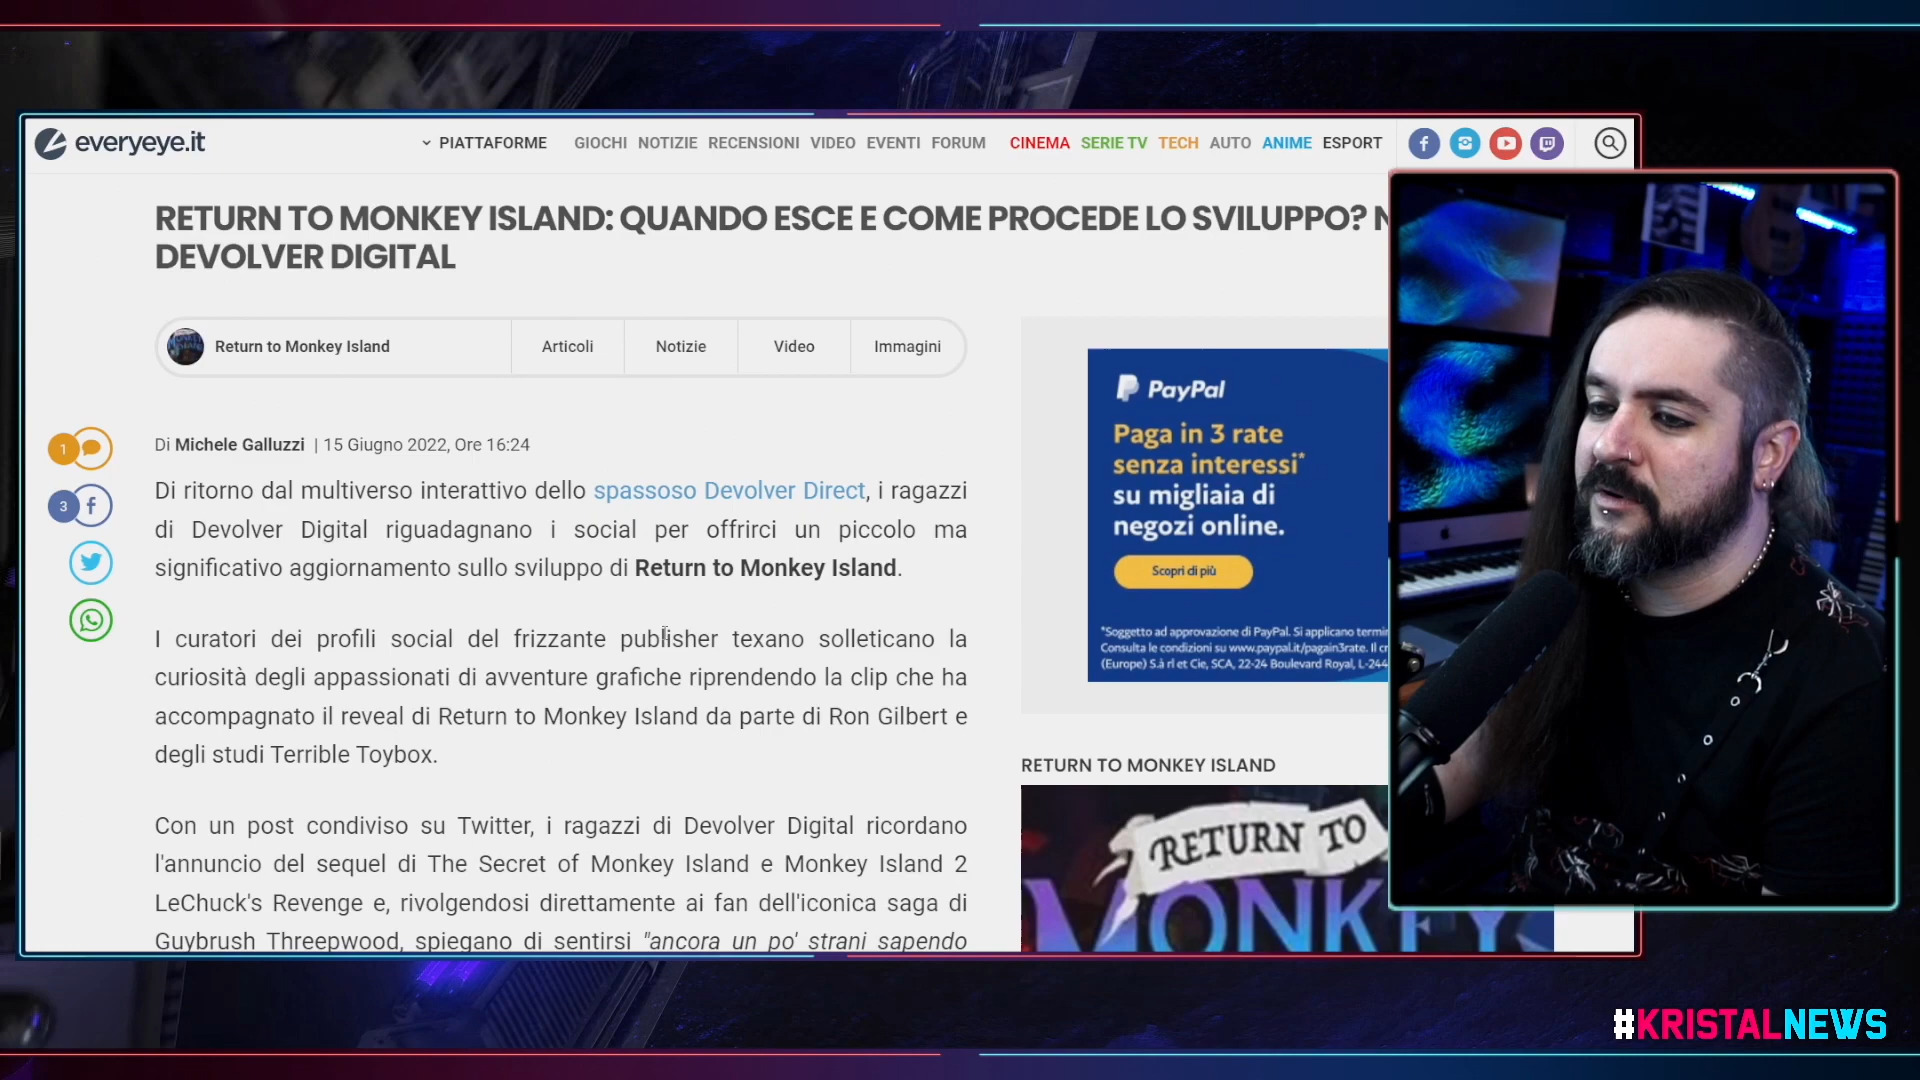 everyeye.it
PIATTAFORME GIOCHI NOTIZIE RECENSIONI VIDEO EVENTI FORUM CINEMA SERIE TV TECH AUTO ANIME ESPORT
RETURN TO MONKEY ISLAND: QUANDO ESCE E COME PROCEDE LO SVILUPPO?
DEVOLVER DIGITAL
Return to Monkey Island Articoli Notizie Video Immagini
Di Michele Galluzzi | 15 Giugno 2022, Ore 16:24
1
3
Di ritorno dal multiverso interattivo dello spassoso Devolver Direct, i ragazzi
di Devolver Digital riguadagnano i social per offrirci un piccolo ma
significativo aggiornamento sullo sviluppo di Return to Monkey Island.
I curatori dei profili social del frizzante publisher texano solleticano la
curiosità degli appassionati di avventure grafiche riprendendo la clip che ha
accompagnato il reveal di Return to Monkey Island da parte di Ron Gilbert e
degli studi Terrible Toybox.
Con un post condiviso su Twitter, i ragazzi di Devolver Digital ricordano
l'annuncio del sequel di The Secret of Monkey Island e Monkey Island 2
LeChuck's Revenge e, rivolgendosi direttamente ai fan dell'iconica saga di
Guybrush Threepwood, spiegano di sentirsi "ancora un po' strani sapendo
PayPal
Paga in 3 rate
senza interessi*
su migliaia di
negozi online.
Scopri di più
*Soggetto ad approvazione di PayPal. Si applicano
Consulta le condizioni su www.paypal.it/pagain3rate. Il
(Europe) S.à rl et Cie, SCA, 22-24 Boulevard Royal,
RETURN TO MONKEY ISLAND
RETURN TO
MONKEY
#KRISTALNEWS